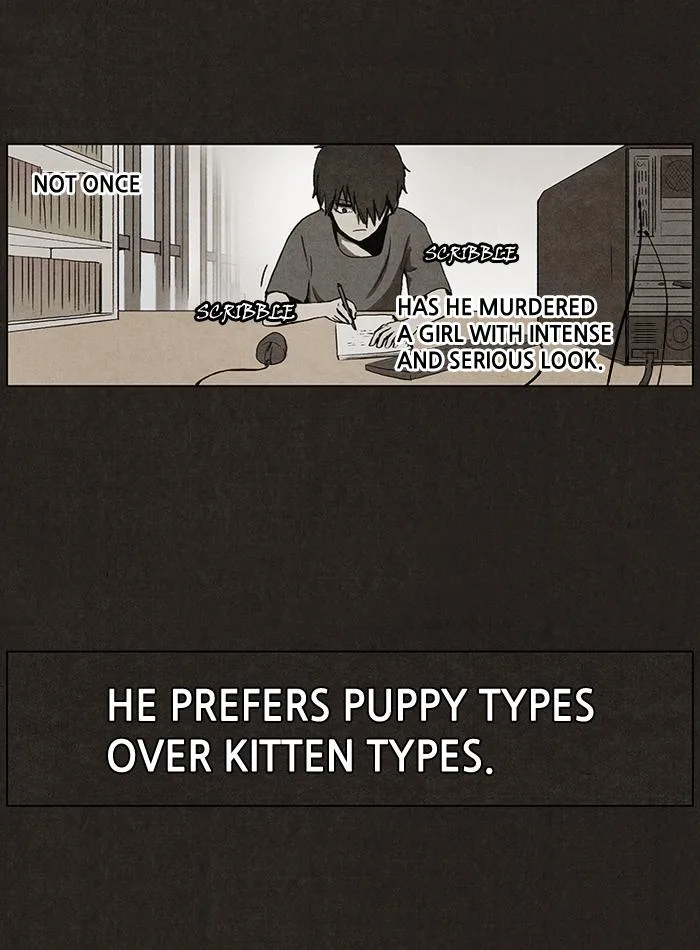 NOT ONCE
SCRIBBLE
SCRIBBLE
HAS HE MURDERED
A GIRL WITH INTENSE
AND SERIOUS LOOK.
HE PREFERS PUPPY TYPES
OVER KITTEN TYPES.